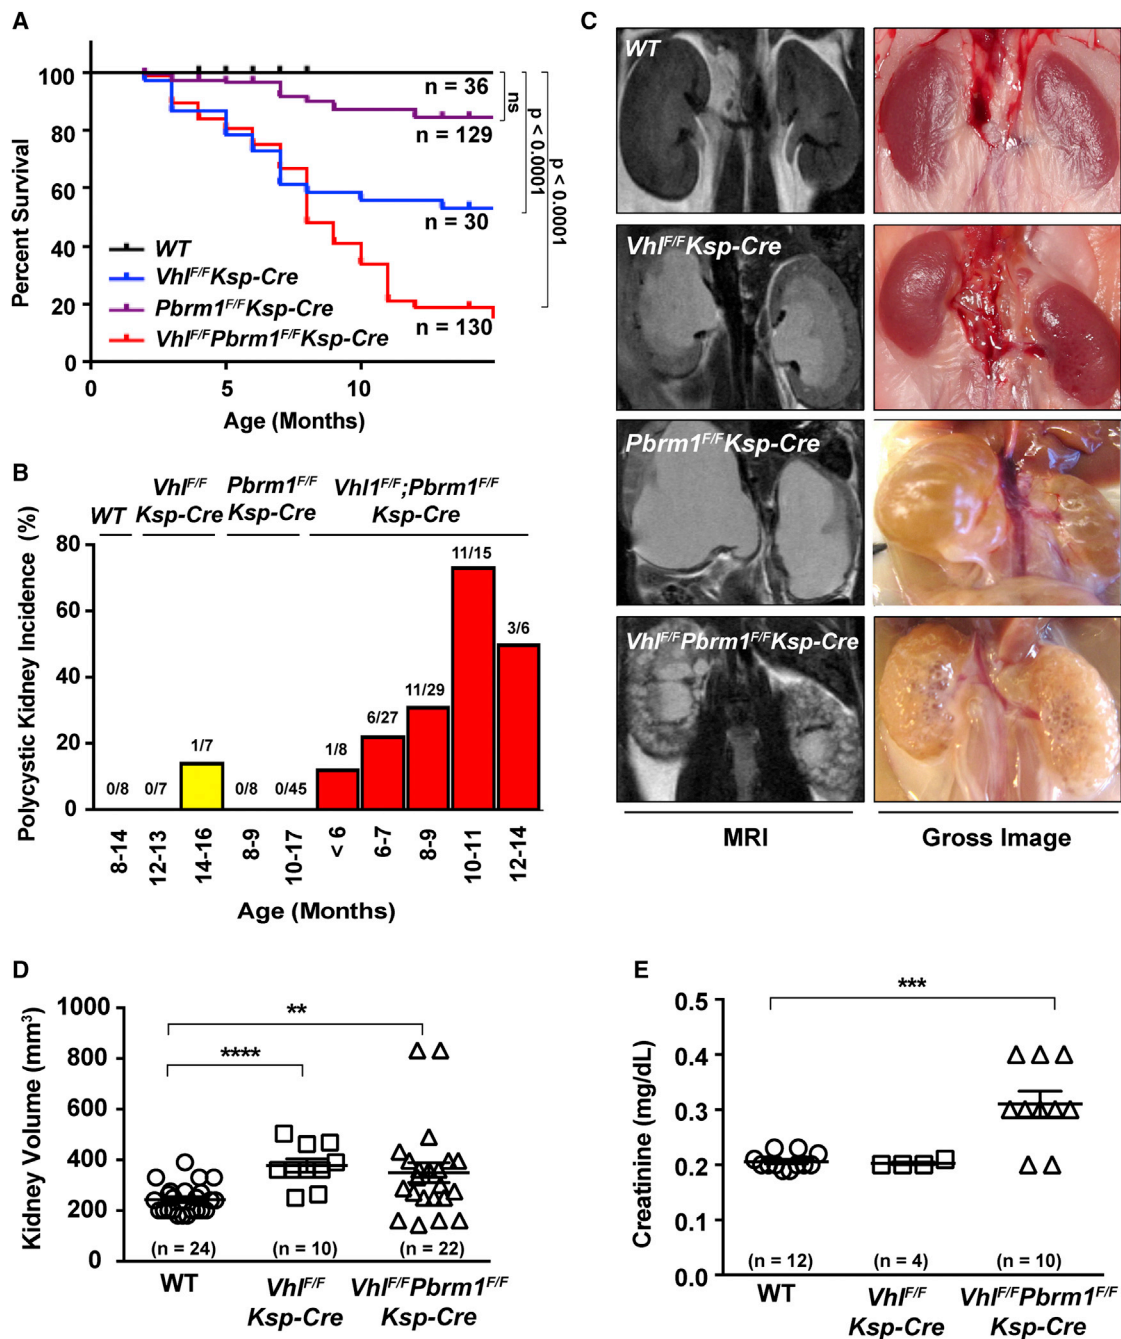 A
Percent Survival
100
80
60
40
20
0
0
5
10
Age (Months)
n = 36
n = 129
n = 30
n = 130
ns
p < 0.0001
p < 0.0001
WT
Vhl^F/F Ksp-Cre
Pbrm1^F/F Ksp-Cre
Vhl^F/F Pbrm1^F/F Ksp-Cre
B
Polycystic Kidney Incidence (%)
WT
Vhl^F/F
Ksp-Cre
Pbrm1^F/F
Ksp-Cre
Vhl1^F/F;Pbrm1^F/F
Ksp-Cre
80
60
40
20
0
0/8
0/7
1/7
0/8
0/45
1/8
6/27
11/29
11/15
3/6
8-14
12-13
14-16
8-9
10-17
< 6
6-7
8-9
10-11
12-14
Age (Months)
C
WT
Vhl^F/F Ksp-Cre
Pbrm1^F/F Ksp-Cre
Vhl^F/F Pbrm1^F/F Ksp-Cre
MRI
Gross Image
D
Kidney Volume (mm³)
1000
800
600
400
200
0
**
****
(n = 24)
(n = 10)
(n = 22)
WT
Vhl^F/F
Ksp-Cre
Vhl^F/F Pbrm1^F/F
Ksp-Cre
E
Creatinine (mg/dL)
0.5
0.4
0.3
0.2
0.1
0.0
***
(n = 12)
(n = 4)
(n = 10)
WT
Vhl^F/F
Ksp-Cre
Vhl^F/F Pbrm1^F/F
Ksp-Cre